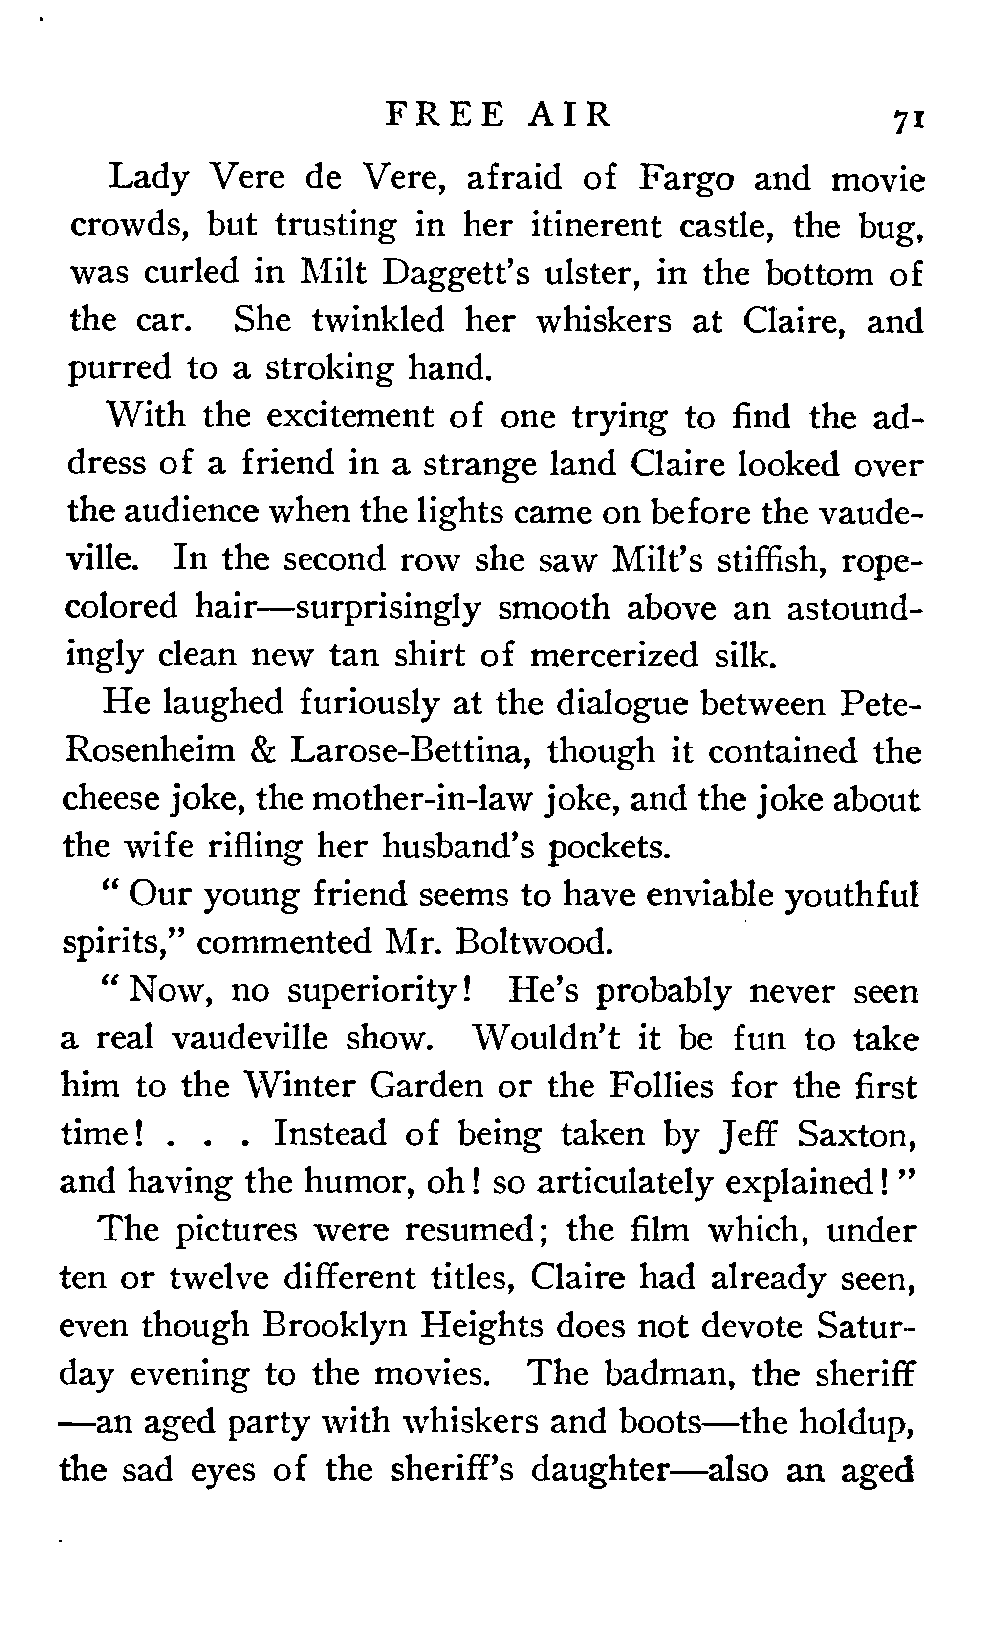 FREE AIR 71
Lady Vere de Vere, afraid of Fargo and movie
crowds, but trusting in her itinerent castle, the bug,
was curled in Milt Daggett's ulster, in the bottom of
the car. She twinkled her whiskers at Claire, and
purred to a stroking hand.
With the excitement of one trying to find the ad-
dress of a friend in a strange land Claire looked over
the audience when the lights came on before the vaude-
ville. In the second row she saw Milt's stiffish, rope-
colored hair—surprisingly smooth above an astound-
ingly clean new tan shirt of mercerized silk.
He laughed furiously at the dialogue between Pete-
Rosenheim & Larose-Bettina, though it contained the
cheese joke, the mother-in-law joke, and the joke about
the wife rifling her husband's pockets.
" Our young friend seems to have enviable youthful
spirits," commented Mr. Boltwood.
" Now, no superiority! He's probably never seen
a real vaudeville show. Wouldn't it be fun to take
him to the Winter Garden or the Follies for the first
time! . . . Instead of being taken by Jeff Saxton,
and having the humor, oh! so articulately explained! "
The pictures were resumed; the film which, under
ten or twelve different titles, Claire had already seen,
even though Brooklyn Heights does not devote Satur-
day evening to the movies. The badman, the sheriff
—an aged party with whiskers and boots—the holdup,
the sad eyes of the sheriff's daughter—also an aged